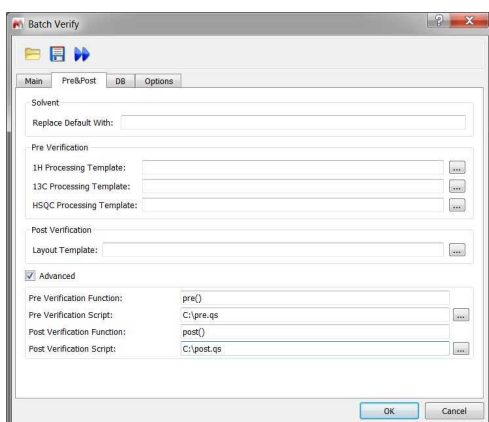 Batch Verify
Main Pre&Post DB Options
Solvent
Replace Default With:
Pre Verification
1H Processing Template: ...
13C Processing Template: ...
HSQC Processing Template: ...
Post Verification
Layout Template: ...
Advanced
Pre Verification Function: pre()
Pre Verification Script: C:\pre.qs ...
Post Verification Function: post()
Post Verification Script: C:\post.qs ...
OK Cancel